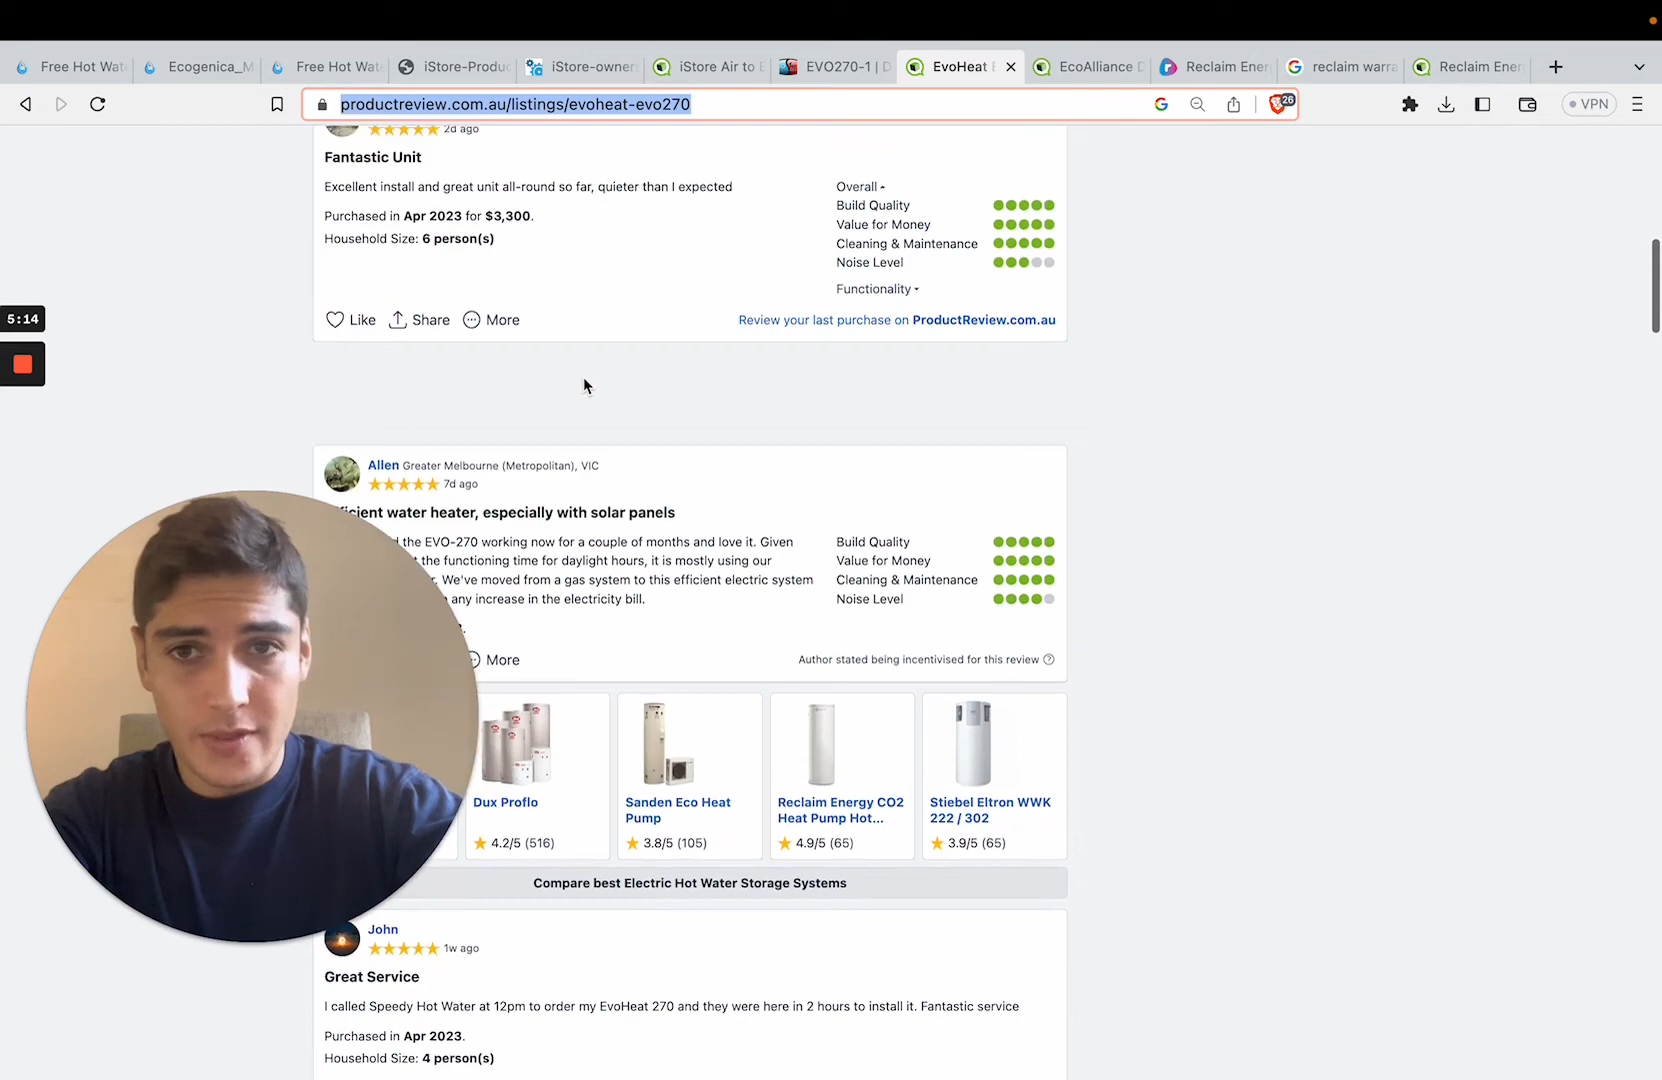 Free Hot Wat
Ecogenica_M
Free Hot Wat
iStore-Produc
iStore-owner
iStore Air to E
EVO270-1 | D
EvoHeat E
EcoAlliance D
Reclaim Ener
reclaim warra
Reclaim Ener
productreview.com.au/listings/evoheat-evo270
26
VPN
2d ago
Fantastic Unit
Excellent install and great unit all-round so far, quieter than I expected
Purchased in Apr 2023 for $3,300.
Household Size: 6 person(s)
Overall
Build Quality
Value for Money
Cleaning & Maintenance
Noise Level
Functionality
Like
Share
More
Review your last purchase on ProductReview.com.au
5:14
Allen Greater Melbourne (Metropolitan), VIC
7d ago
icient water heater, especially with solar panels
the EVO-270 working now for a couple of months and love it. Given
the functioning time for daylight hours, it is mostly using our
We've moved from a gas system to this efficient electric system
any increase in the electricity bill.
Build Quality
Value for Money
Cleaning & Maintenance
Noise Level
More
Author stated being incentivised for this review
Dux Proflo
4.2/5 (516)
Sanden Eco Heat
Pump
3.8/5 (105)
Reclaim Energy CO2
Heat Pump Hot...
4.9/5 (65)
Stiebel Eltron WWK
222 / 302
3.9/5 (65)
Compare best Electric Hot Water Storage Systems
John
1w ago
Great Service
I called Speedy Hot Water at 12pm to order my EvoHeat 270 and they were here in 2 hours to install it. Fantastic service
Purchased in Apr 2023.
Household Size: 4 person(s)